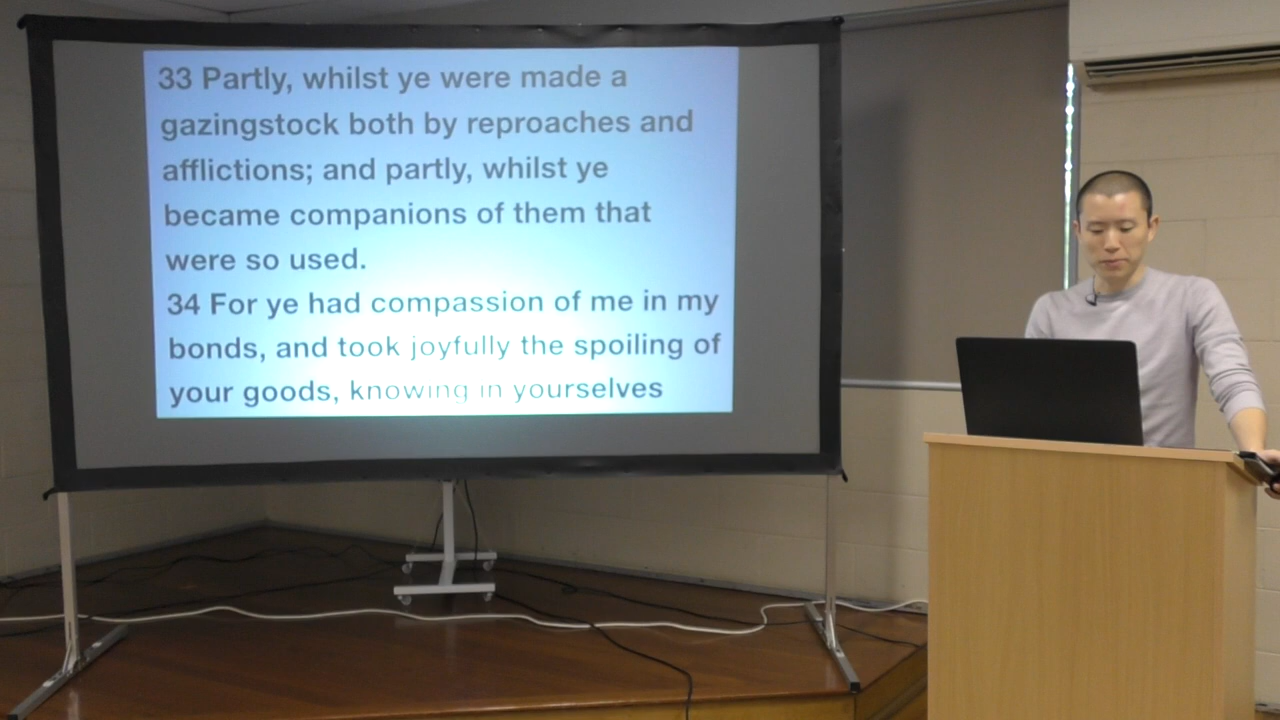 33 Partly, whilst ye were made a
gazingstock both by reproaches and
afflictions; and partly, whilst ye
became companions of them that
were so used.
34 For ye had compassion of me in my
bonds, and took joyfully the spoiling of
your goods, knowing in yourselves